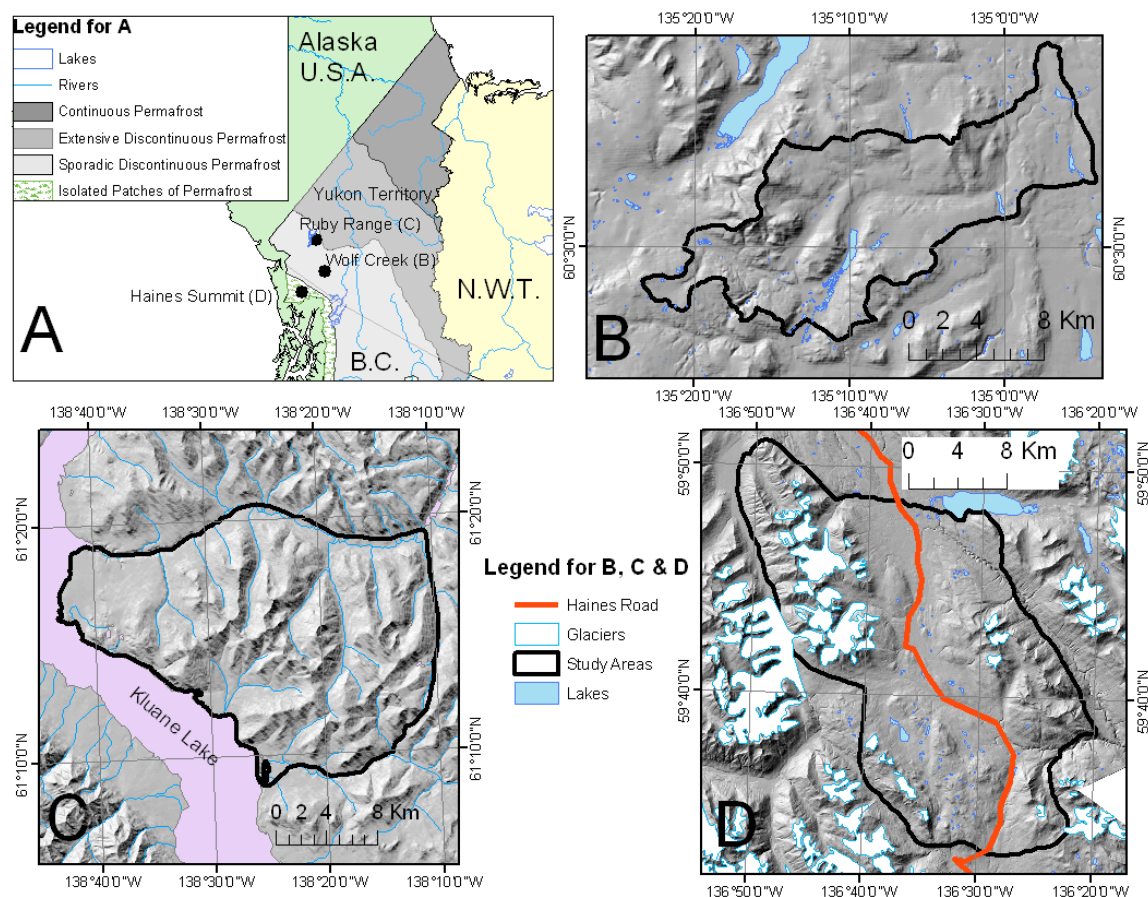 Legend for A
Lakes
Rivers
Continuous Permafrost
Extensive Discontinuous Permafrost
Sporadic Discontinuous Permafrost
Isolated Patches of Permafrost
Alaska
U.S.A.
Yukon Territory
Ruby Range (C)
Wolf Creek (B)
Haines Summit (D)
N.W.T.
B.C.
A
135°20'0"W 135°10'0"W 135°0'0"W
60°30'0"N
60°30'0"N
B
0 2 4 8 Km
135°20'0"W 135°10'0"W 135°0'0"W
138°40'0"W 138°30'0"W 138°20'0"W 138°10'0"W
61°20'0"N
61°20'0"N
61°10'0"N
61°10'0"N
Kluane Lake
C
0 2 4 8 Km
138°40'0"W 138°30'0"W 138°20'0"W 138°10'0"W
Legend for B, C & D
Haines Road
Glaciers
Study Areas
Lakes
136°50'0"W 136°40'0"W 136°30'0"W 136°20'0"W
0 4 8 Km
59°50'0"N
59°50'0"N
59°40'0"N
59°40'0"N
D
136°50'0"W 136°40'0"W 136°30'0"W 136°20'0"W